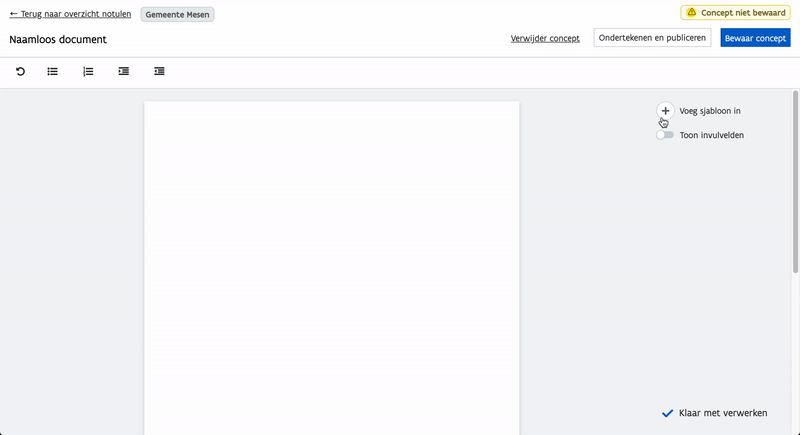 ← Terug naar overzicht notulen
Gemeente Mesen
Concept niet bewaard
Naamloos document
Verwijder concept
Ondertekenen en publiceren
Bewaar concept
Voeg sjabloon in
Toon invulvelden
Klaar met verwerken